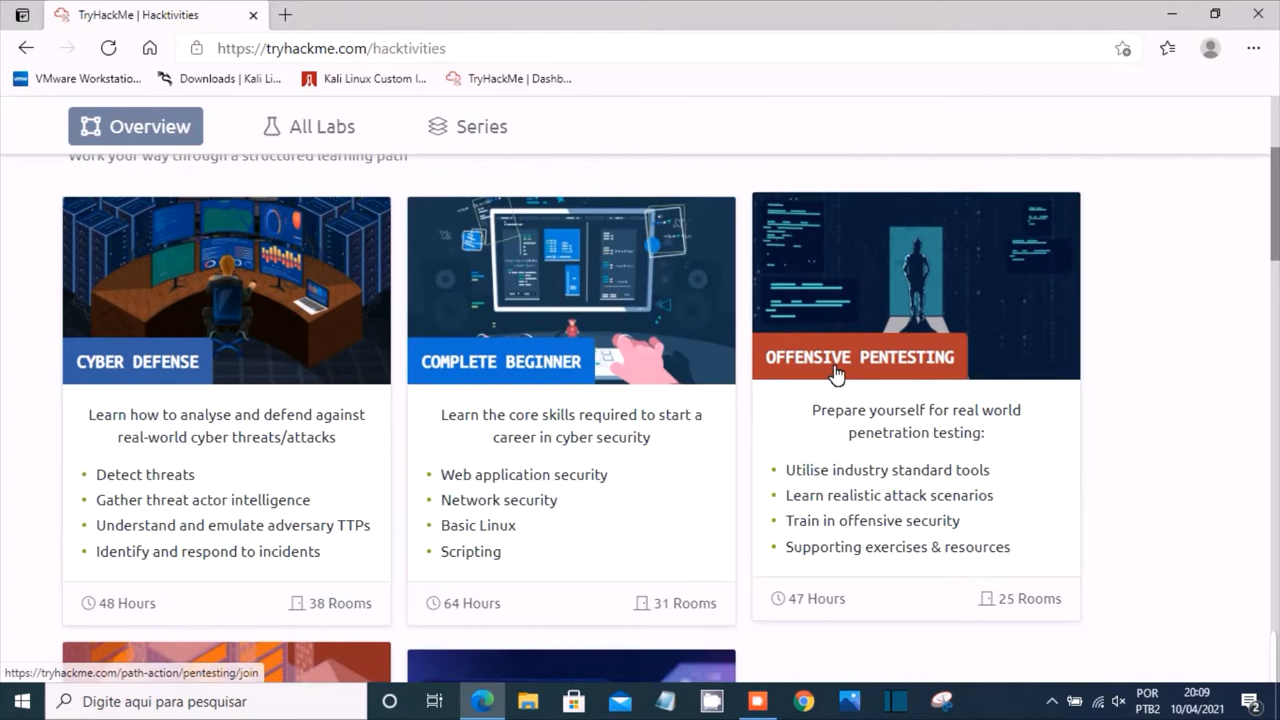 TryHackMe | Hacktivities
https://tryhackme.com/hacktivities
VMware Workstatio...
Downloads | Kali Li...
Kali Linux Custom I...
TryHackMe | Dashb...
Overview
All Labs
Series
Work your way through a structured learning path
CYBER DEFENSE
Learn how to analyse and defend against
real-world cyber threats/attacks
• Detect threats
• Gather threat actor intelligence
• Understand and emulate adversary TTPs
• Identify and respond to incidents
48 Hours
38 Rooms
COMPLETE BEGINNER
Learn the core skills required to start a
career in cyber security
• Web application security
• Network security
• Basic Linux
• Scripting
64 Hours
31 Rooms
OFFENSIVE PENTESTING
Prepare yourself for real world
penetration testing:
• Utilise industry standard tools
• Learn realistic attack scenarios
• Train in offensive security
• Supporting exercises & resources
47 Hours
25 Rooms
https://tryhackme.com/path-action/pentesting/join
Digite aqui para pesquisar
POR
PTB2
20:09
10/04/2021
2